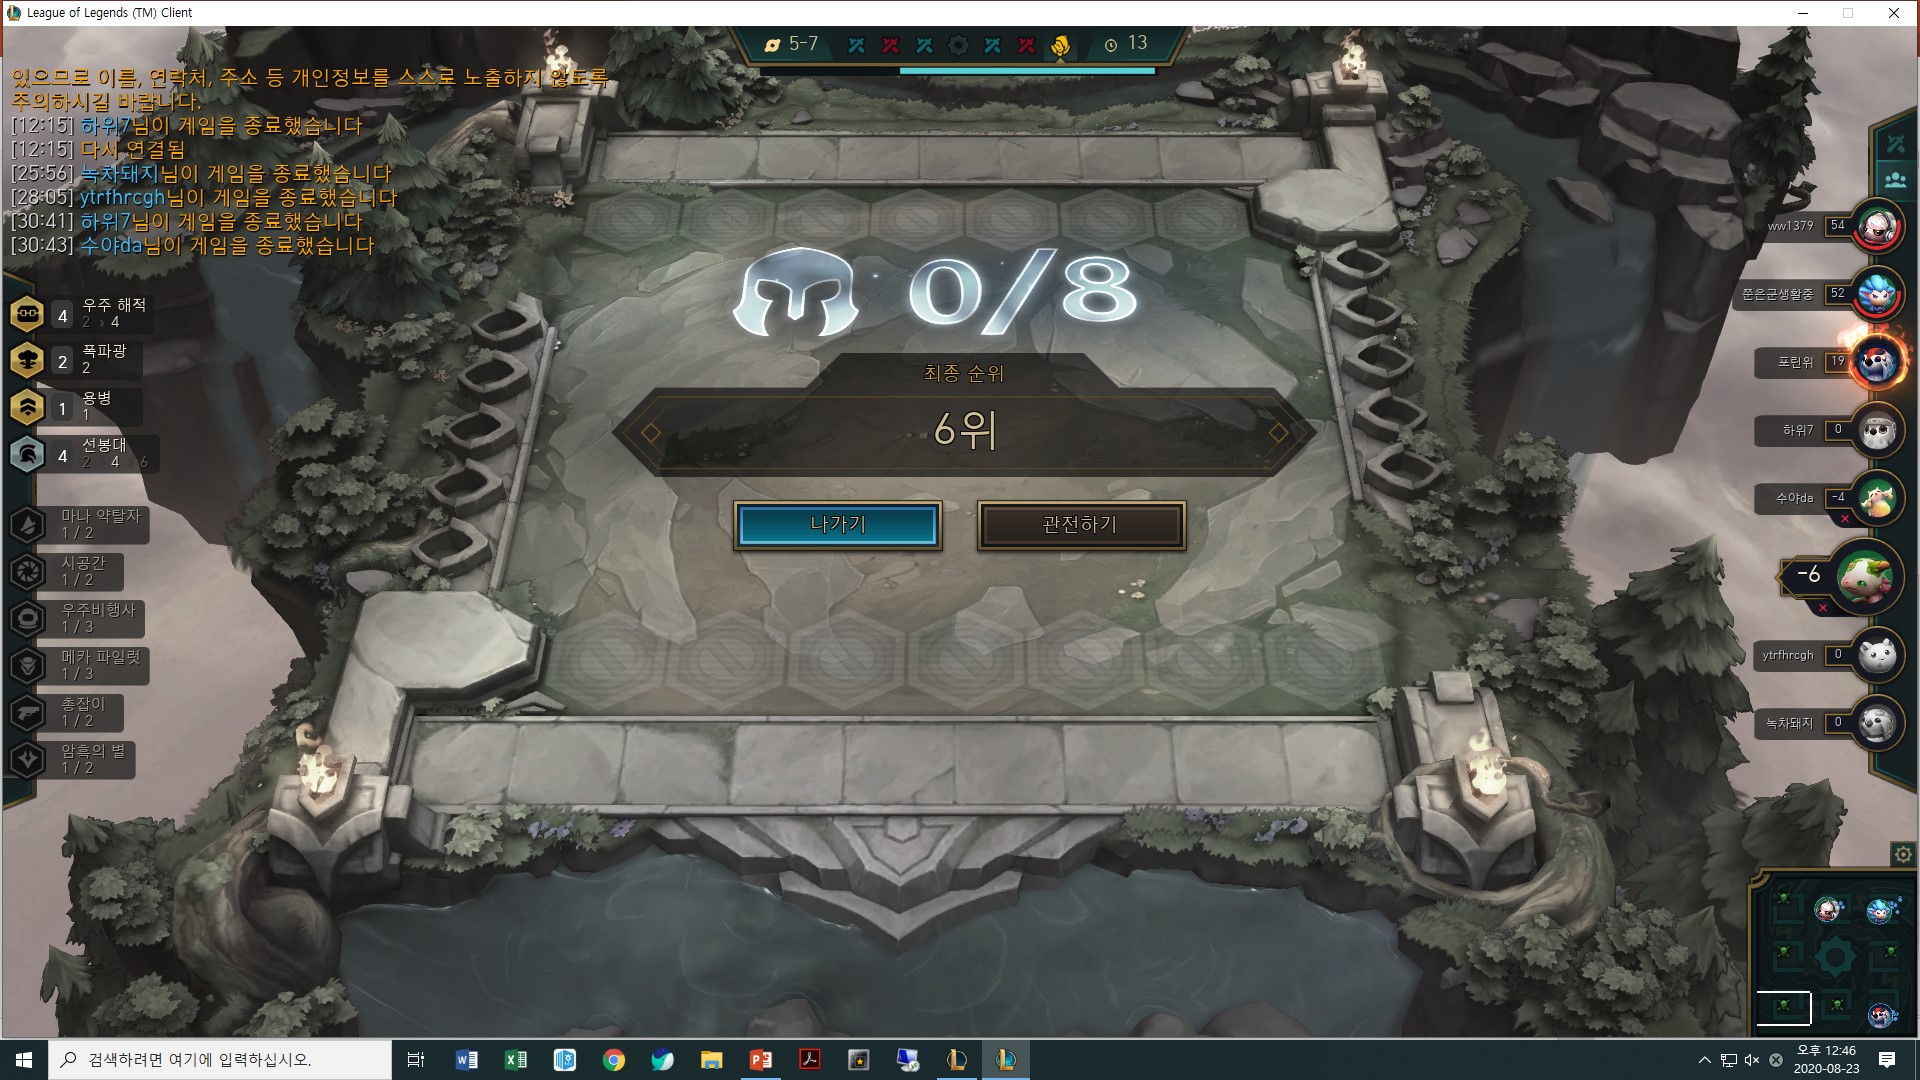 League of Legends (TM) Client
5-7
13
있으므로 이름, 연락처, 주소 등 개인정보를 스스로 노출하지 않도록
주의하시길 바랍니다.
[12:15] 하위7님이 게임을 종료했습니다
[12:15] 다시 연결됨
[25:56] 녹차돼지님이 게임을 종료했습니다
[28:05] ytrfhrcgh님이 게임을 종료했습니다
[30:41] 하위7님이 게임을 종료했습니다
[30:43] 수야da님이 게임을 종료했습니다
4 우주 해적
2 › 4
2 폭파광
2
1 용병
1
4 선봉대
2 › 4 › 6
마나 약탈자
1 / 2
시공간
1 / 2
우주비행사
1 / 3
메카 파일럿
1 / 3
총잡이
1 / 2
암흑의 별
1 / 2
0/8
최종 순위
6위
나가기
관전하기
ww1379 54
쭌은군생활중 52
포린위 19
하위7 0
수야da -4
-6
ytrfhrcgh 0
녹차돼지 0
검색하려면 여기에 입력하십시오.
오후 12:46
2020-08-23